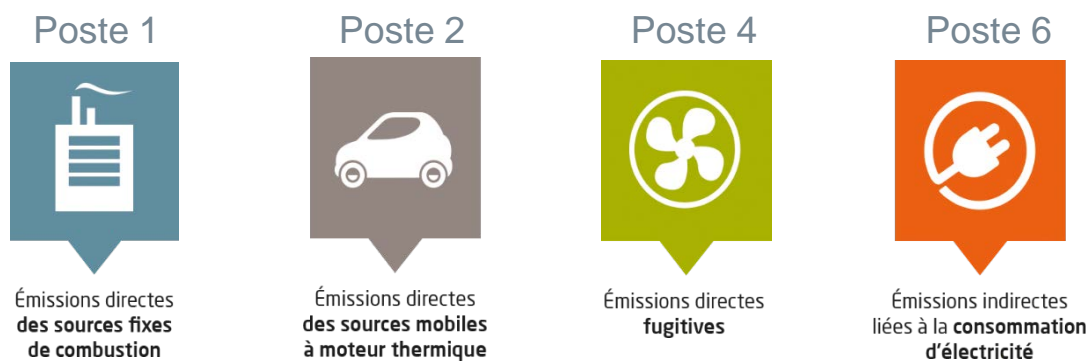 Poste 1
Émissions directes
des sources fixes
de combustion
Poste 2
Émissions directes
des sources mobiles
à moteur thermique
Poste 4
Émissions directes
fugitives
Poste 6
Émissions indirectes
liées à la consommation
d'électricité